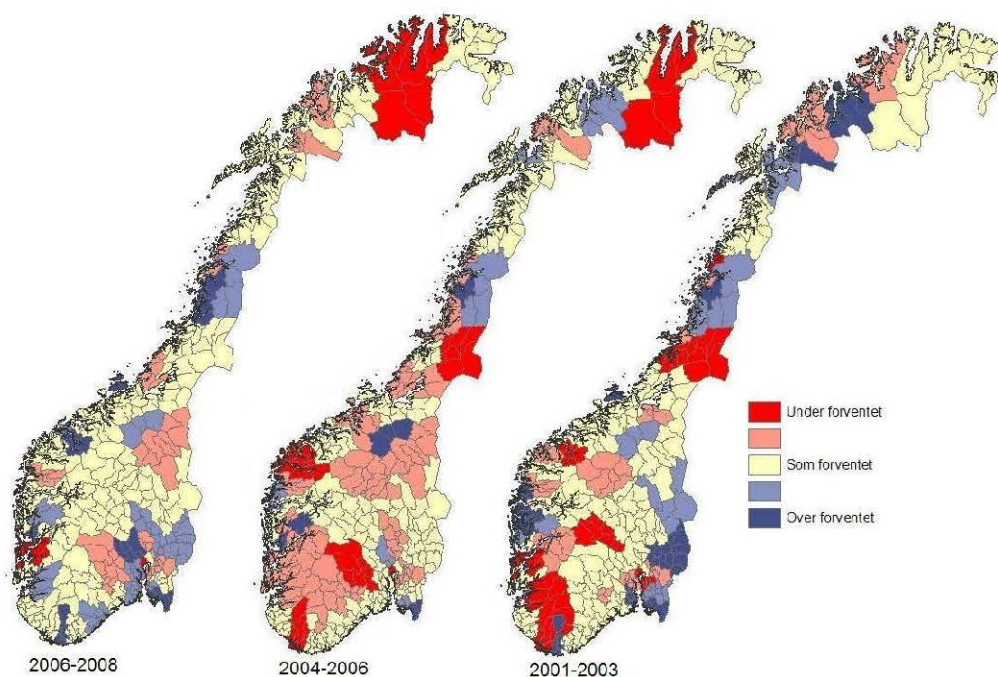 Under forventet
Som forventet
Over forventet
2006-2008
2004-2006
2001-2003